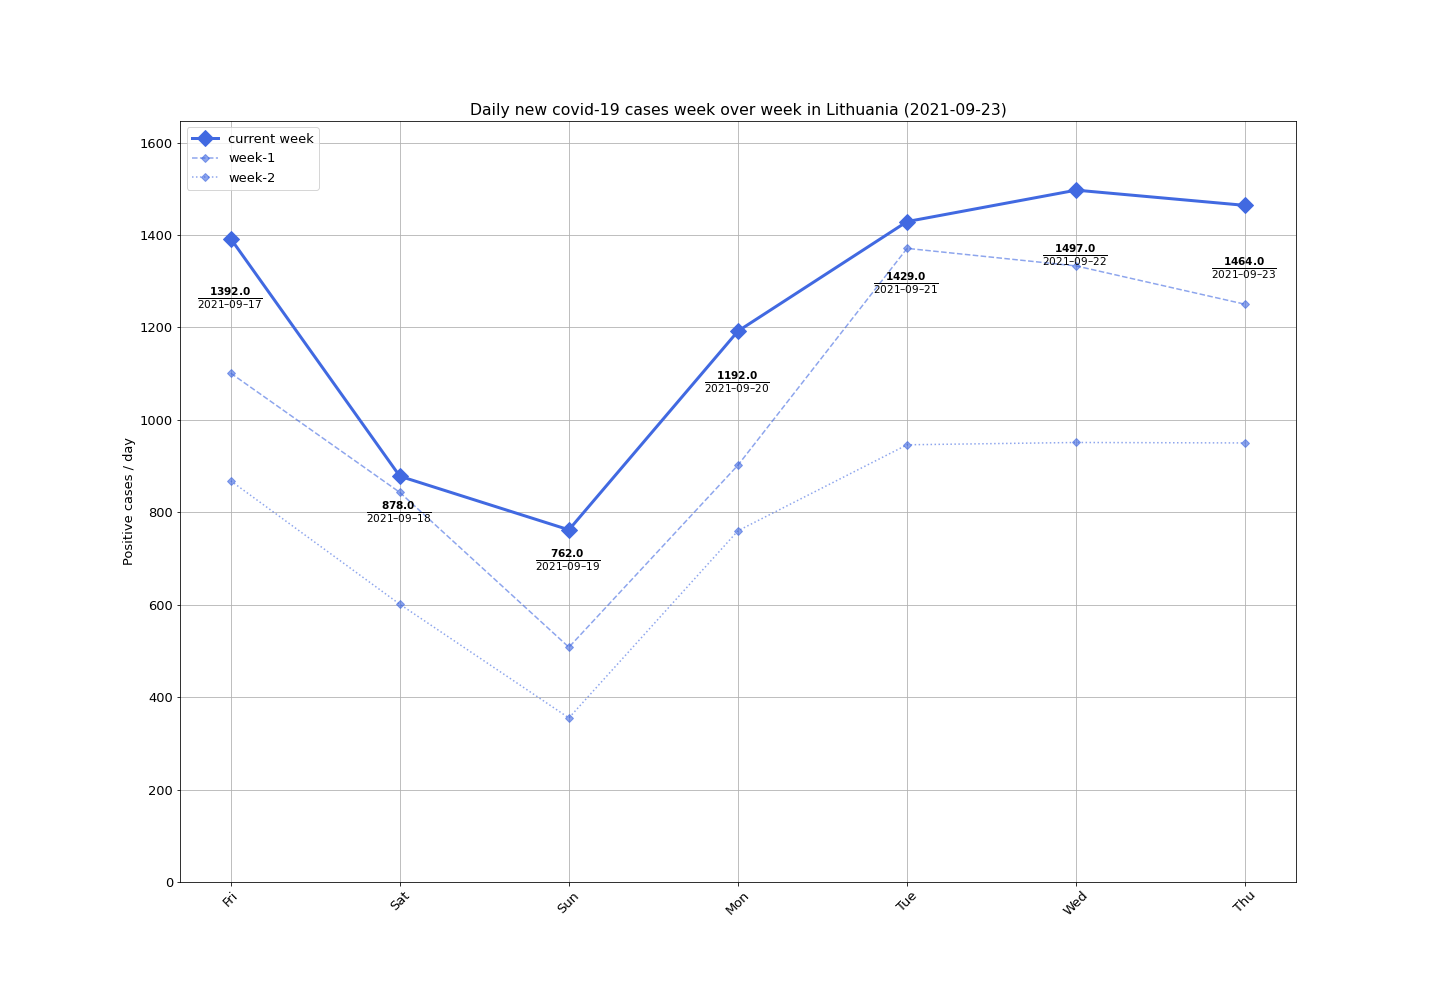 Daily new covid-19 cases week over week in Lithuania (2021-09-23)
current week
week-1
week-2
Positive cases / day
1600
1400
1200
1000
800
600
400
200
0
1392.0
2021–09–17
878.0
2021–09–18
762.0
2021–09–19
1192.0
2021–09–20
1429.0
2021–09–21
1497.0
2021–09–22
1464.0
2021–09–23
Fri
Sat
Sun
Mon
Tue
Wed
Thu